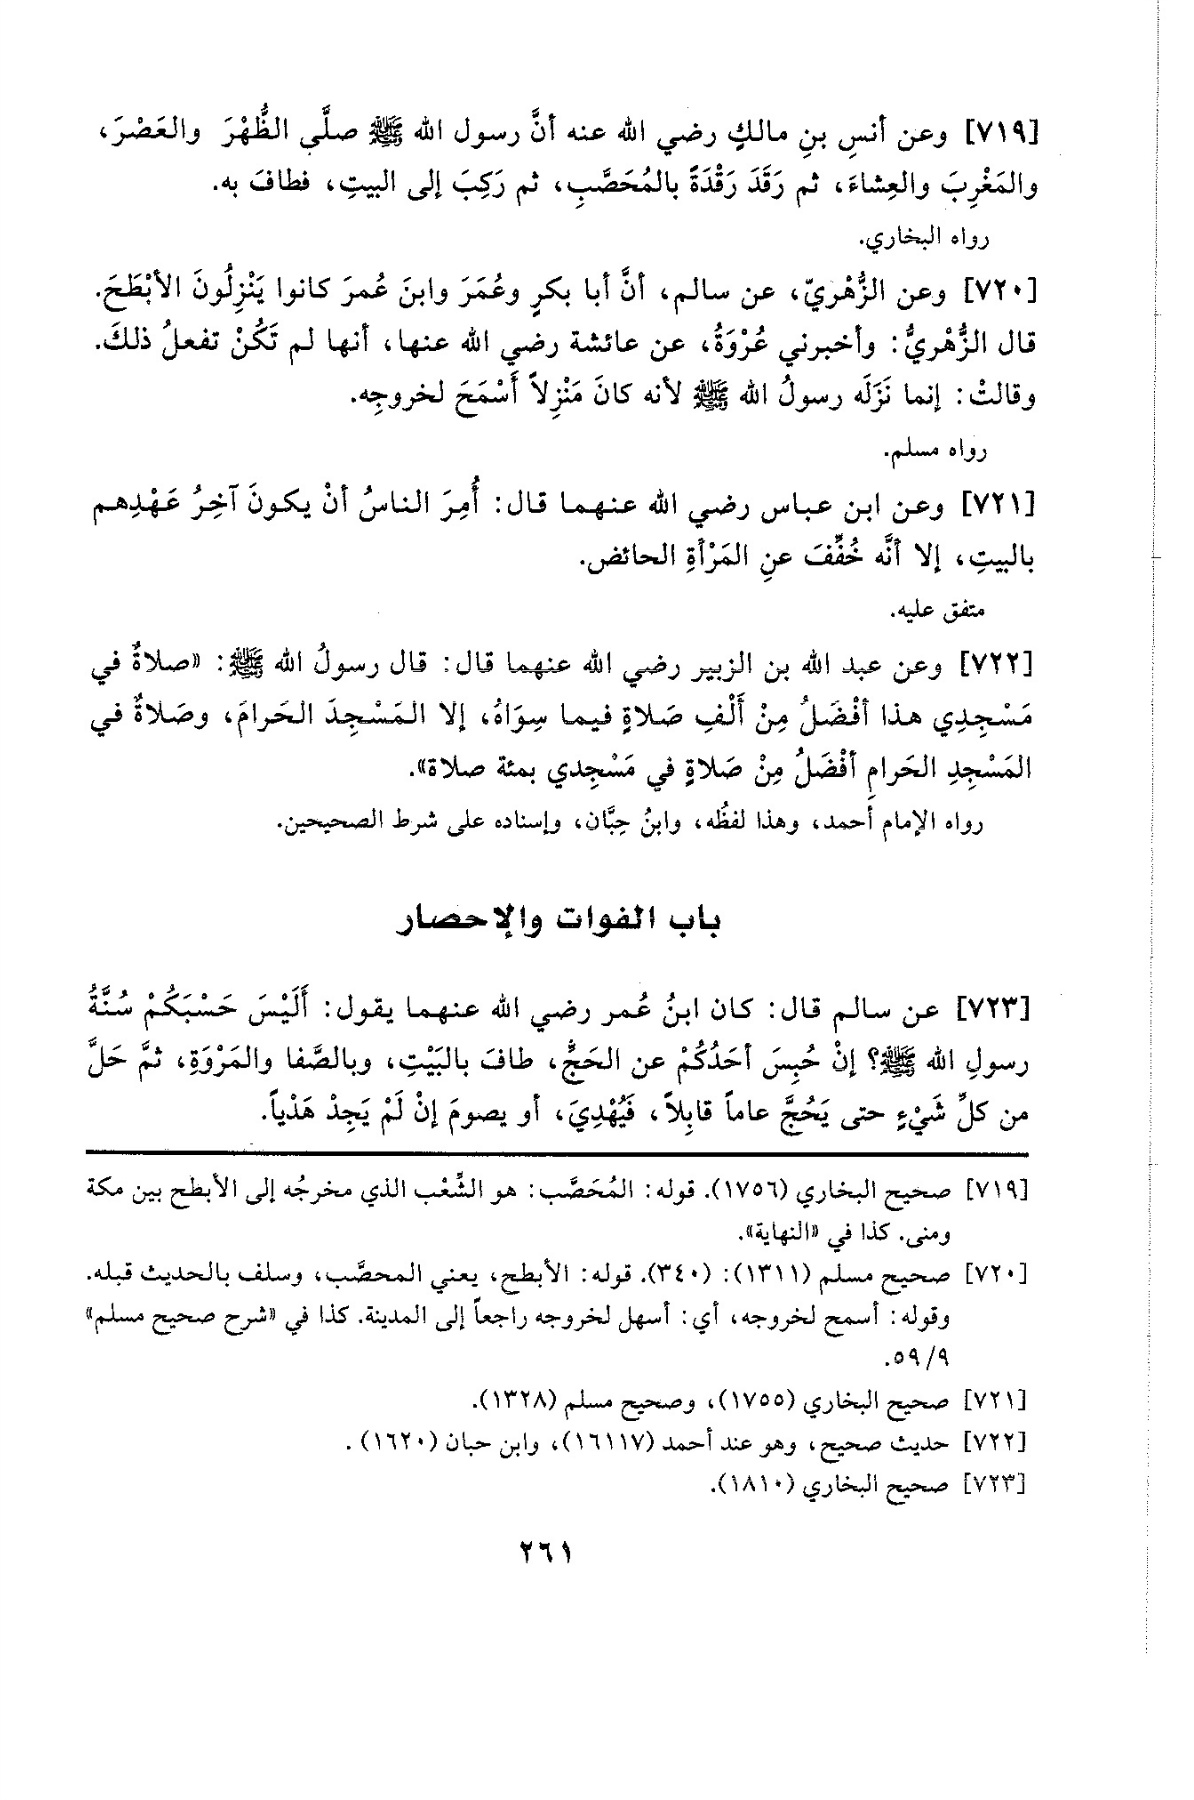 [٧١٩] وعن أنسِ بنِ مالكٍ رضي الله عنه أنَّ رسول الله ﷺ صلَّى الظُّهْرَ والعَصْرَ،
والمَغْرِبَ والعِشاءَ، ثم رَقَدَ رَقْدَةً بالمُحَصَّبِ، ثم رَكِبَ إلى البيتِ، فطافَ به.
رواه البخاري.
[٧٢٠] وعن الزُّهْريّ، عن سالم، أنَّ أبا بكرٍ وعُمَرَ وابنَ عُمرَ كانوا يَنْزِلُونَ الأبْطَحَ.
قال الزُّهْريُّ: وأخبرني عُرْوَةُ، عن عائشة رضي الله عنها، أنها لم تَكُنْ تفعلُ ذلكَ.
وقالتْ: إنما نَزَلَه رسولُ الله ﷺ لأنه كانَ مَنْزِلاً أَسْمَحَ لخروجِه.
رواه مسلم.
[٧٢١] وعن ابن عباس رضي الله عنهما قال: أُمِرَ الناسُ أنْ يكونَ آخِرُ عَهْدِهم
بالبيتِ، إلا أنَّه خُفِّفَ عنِ المَرْأةِ الحائض.
متفق عليه.
[٧٢٢] وعن عبد الله بن الزبير رضي الله عنهما قال: قال رسولُ الله ﷺ: «صلاةٌ في
مَسْجِدِي هذا أفْضَلُ مِنْ أَلْفِ صَلاةٍ فيما سِوَاهُ، إلا المَسْجِدَ الحَرامَ، وصَلاةٌ في
المَسْجِدِ الحَرامِ أفْضَلُ مِنْ صَلاةٍ في مَسْجِدي بمئة صلاة».
رواه الإمام أحمد، وهذا لفظُه، وابنُ حِبَّان، وإسناده على شرط الصحيحين.
باب الفوات والإحصار
[٧٢٣] عن سالم قال: كان ابنُ عُمر رضي الله عنهما يقول: أَلَيْسَ حَسْبَكُمْ سُنَّةُ
رسولِ الله ﷺ؟ إنْ حُبِسَ أحَدُكُمْ عن الحَجِّ، طافَ بالبَيْتِ، وبالصَّفا والمَرْوَةِ، ثمَّ حَلَّ
من كلِّ شَيْءٍ حتى يَحُجَّ عاماً قابِلاً، فَيُهْدِيَ، أو يصومَ إنْ لَمْ يَجِدْ هَدْياً.
[٧١٩] صحيح البخاري (١٧٥٦). قوله: المُحَصَّب: هو الشِّعْب الذي مخرجُه إلى الأبطح بين مكة
ومنى. كذا في «النهاية».
[٧٢٠] صحيح مسلم (١٣١١): (٣٤٠). قوله: الأبطح، يعني المحصَّب، وسلف بالحديث قبله.
وقوله: أسمح لخروجه، أي: أسهل لخروجه راجعاً إلى المدينة. كذا في «شرح صحيح مسلم»
٥٩/٩.
[٧٢١] صحيح البخاري (١٧٥٥)، وصحيح مسلم (١٣٢٨).
[٧٢٢] حديث صحيح، وهو عند أحمد (١٦١١٧)، وابن حبان (١٦٢٠) .
[٧٢٣] صحيح البخاري (١٨١٠).
٢٦١